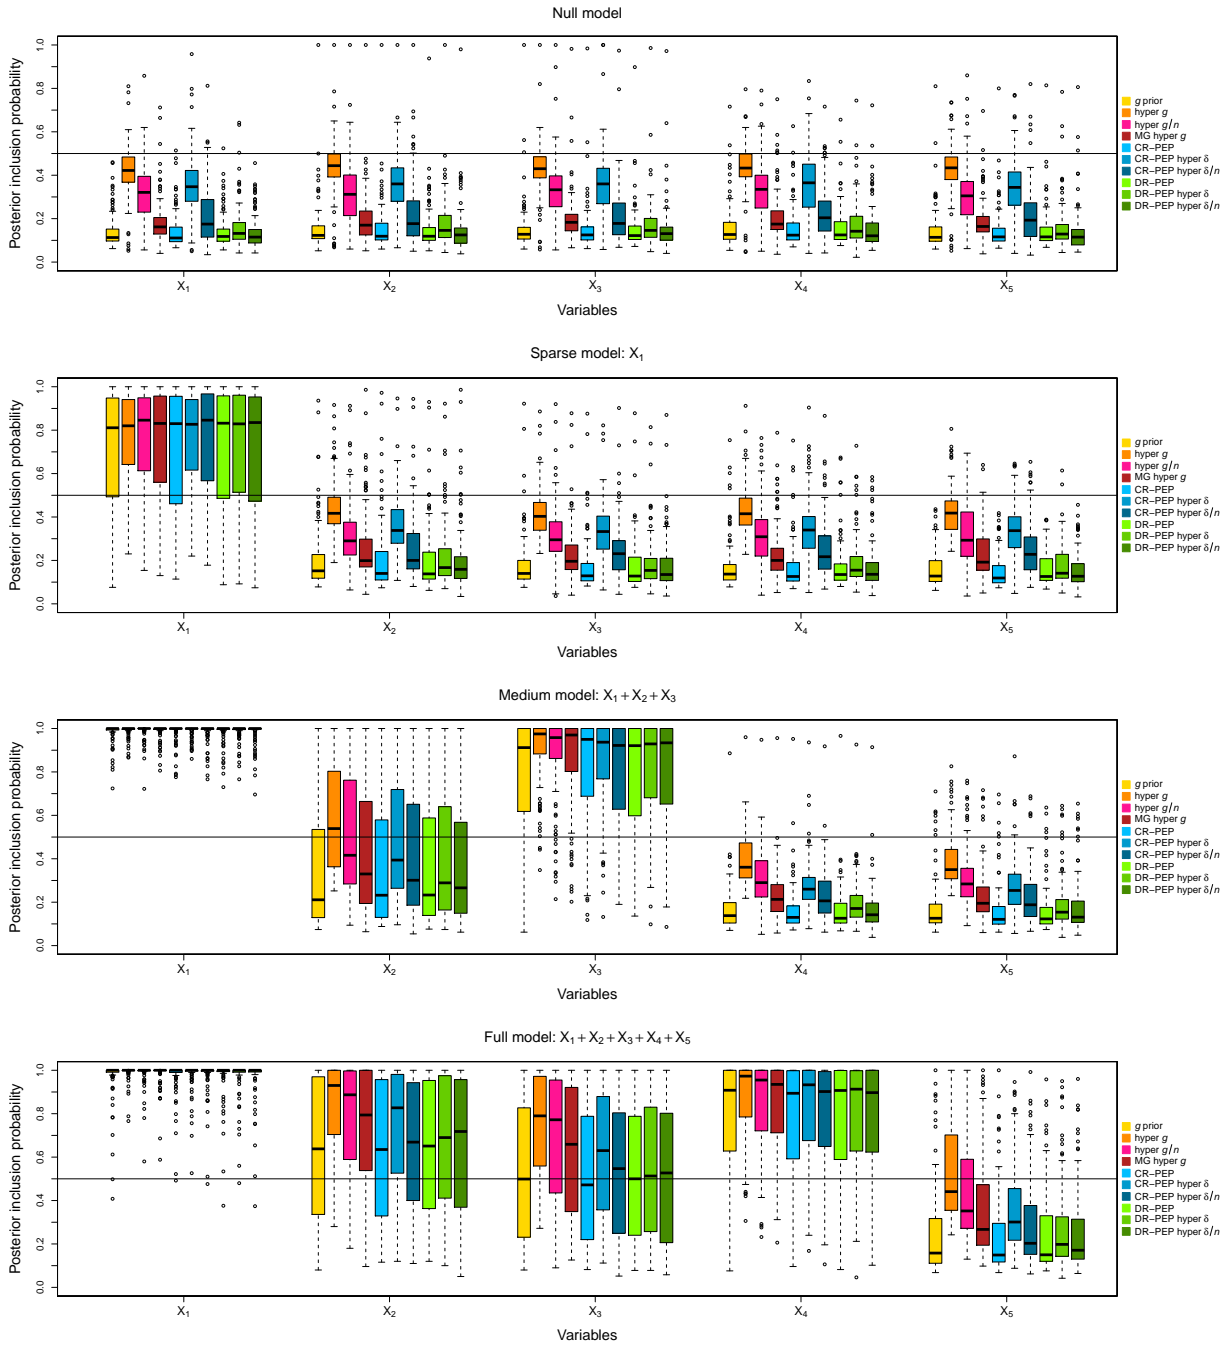 Null model
Posterior inclusion probability
1.0
0.8
0.6
0.4
0.2
0.0
X1
X2
X3
X4
X5
Variables
g prior
hyper g
hyper g/n
MG hyper g
CR−PEP
CR−PEP hyper δ
CR−PEP hyper δ/n
DR−PEP
DR−PEP hyper δ
DR−PEP hyper δ/n
Sparse model: X1
Posterior inclusion probability
1.0
0.8
0.6
0.4
0.2
0.0
X1
X2
X3
X4
X5
Variables
g prior
hyper g
hyper g/n
MG hyper g
CR−PEP
CR−PEP hyper δ
CR−PEP hyper δ/n
DR−PEP
DR−PEP hyper δ
DR−PEP hyper δ/n
Medium model: X1 + X2 + X3
Posterior inclusion probability
1.0
0.8
0.6
0.4
0.2
0.0
X1
X2
X3
X4
X5
Variables
g prior
hyper g
hyper g/n
MG hyper g
CR−PEP
CR−PEP hyper δ
CR−PEP hyper δ/n
DR−PEP
DR−PEP hyper δ
DR−PEP hyper δ/n
Full model: X1 + X2 + X3 + X4 + X5
Posterior inclusion probability
1.0
0.8
0.6
0.4
0.2
0.0
X1
X2
X3
X4
X5
Variables
g prior
hyper g
hyper g/n
MG hyper g
CR−PEP
CR−PEP hyper δ
CR−PEP hyper δ/n
DR−PEP
DR−PEP hyper δ
DR−PEP hyper δ/n